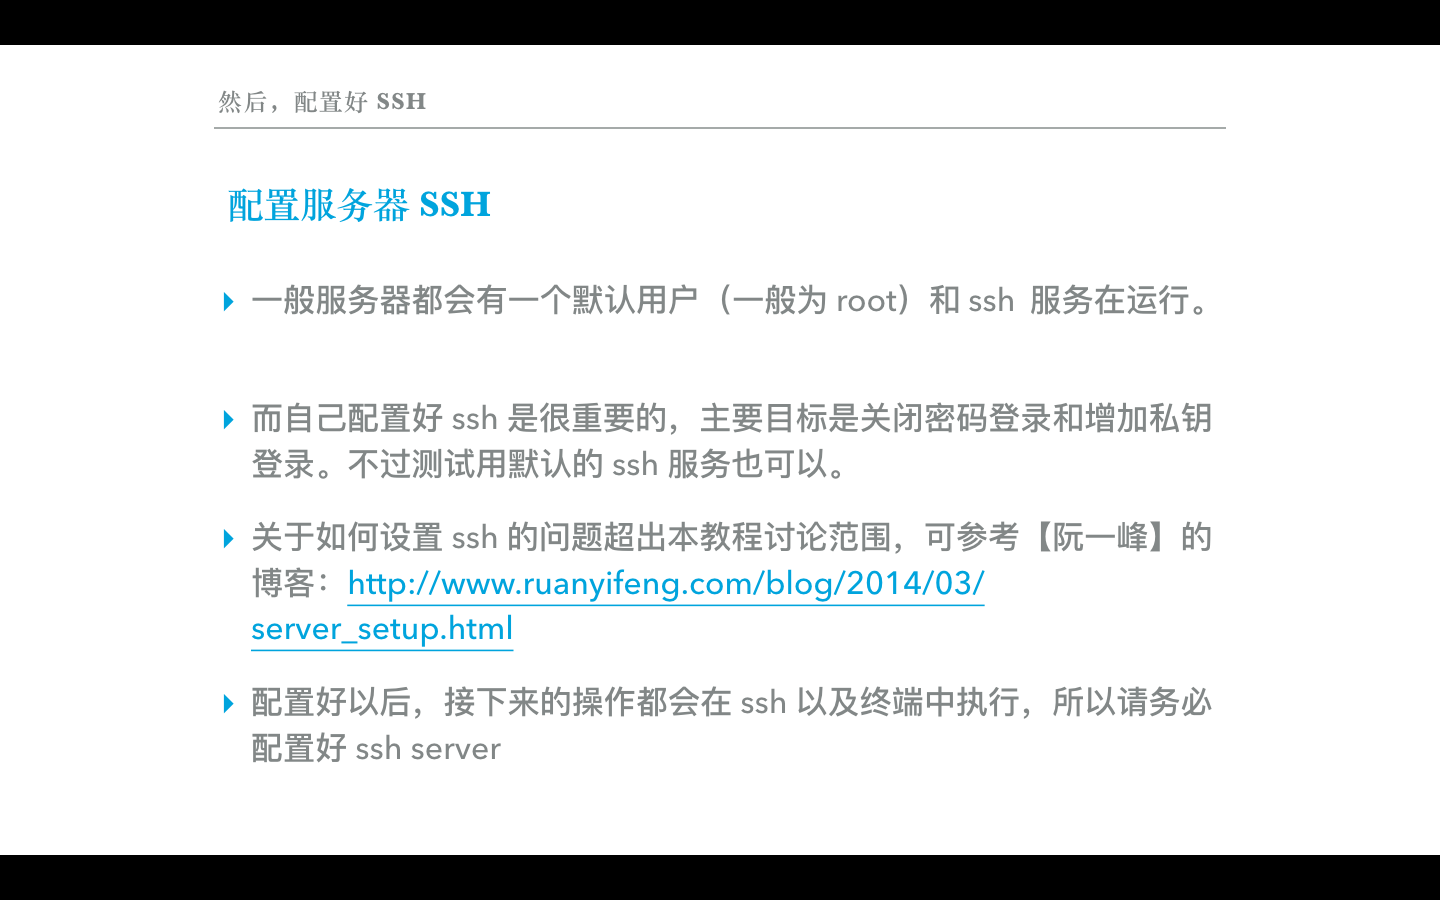 然后，配置好 SSH
配置服务器 SSH
一般服务器都会有一个默认用户（一般为 root）和 ssh 服务在运行。
而自己配置好 ssh 是很重要的，主要目标是关闭密码登录和增加私钥
登录。不过测试用默认的 ssh 服务也可以。
关于如何设置 ssh 的问题超出本教程讨论范围，可参考【阮一峰】的
博客：http://www.ruanyifeng.com/blog/2014/03/
server_setup.html
配置好以后，接下来的操作都会在 ssh 以及终端中执行，所以请务必
配置好 ssh server